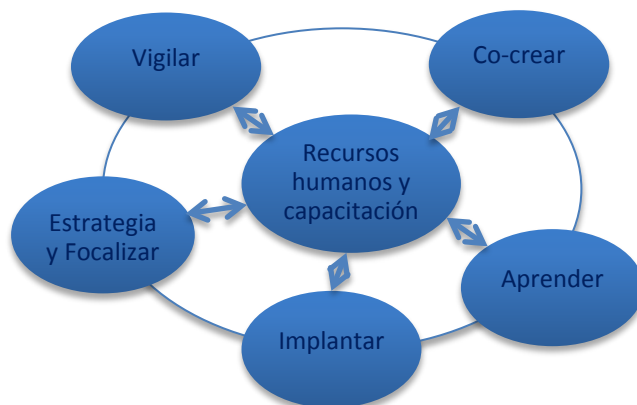 Vigilar
Co-crear
Recursos
humanos y
capacitación
Estrategia
y Focalizar
Aprender
Implantar